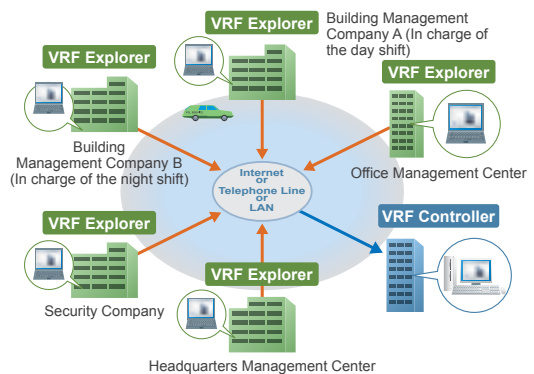 Building Management
Company A (In charge of
the day shift)
VRF Explorer
VRF Explorer
VRF Explorer
Building
Management Company B
(In charge of the night shift)
Office Management Center
Internet
or
Telephone Line
or
LAN
VRF Explorer
VRF Controller
Security Company
VRF Explorer
Headquarters Management Center